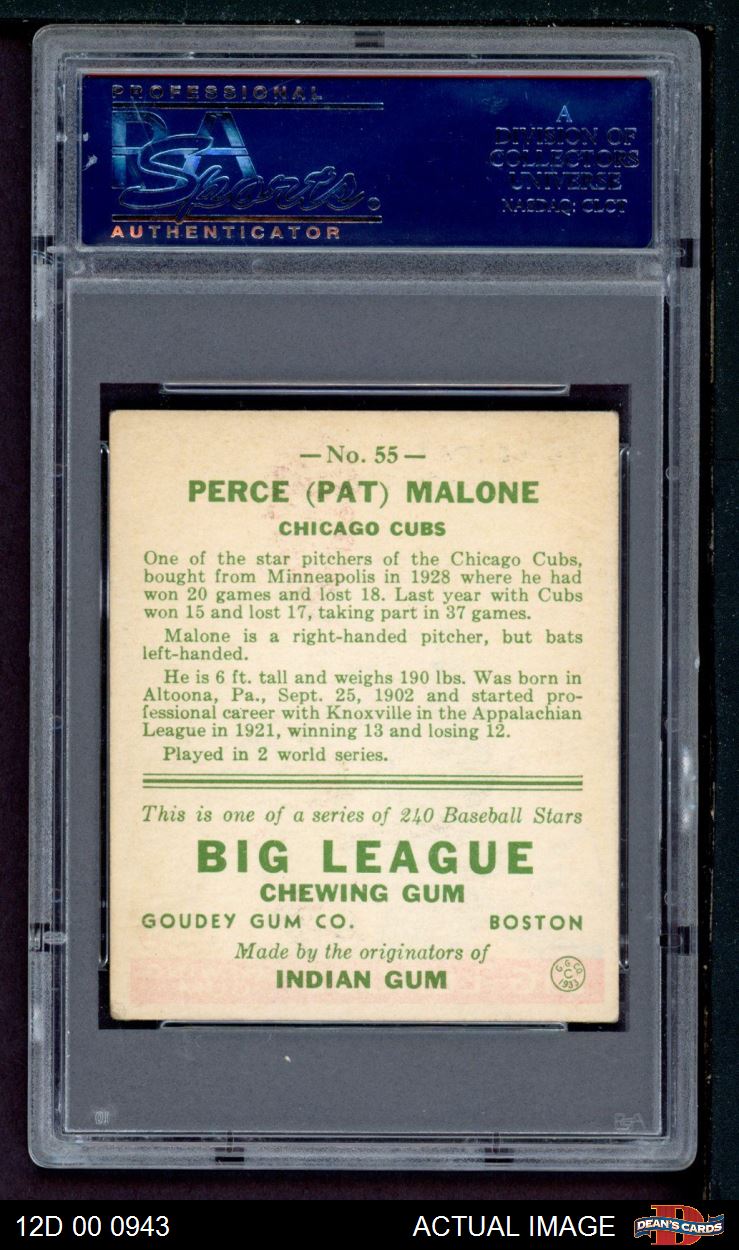 PROFESSIONAL
PSA
Sports.
AUTHENTICATOR
A
DIVISION OF
COLLECTORS
UNIVERSE
NASDAQ: CLCT
— No. 55 —
PERCE (PAT) MALONE
CHICAGO CUBS
One of the star pitchers of the Chicago Cubs,
bought from Minneapolis in 1928 where he had
won 20 games and lost 18. Last year with Cubs
won 15 and lost 17, taking part in 37 games.
Malone is a right-handed pitcher, but bats
left-handed.
He is 6 ft. tall and weighs 190 lbs. Was born in
Altoona, Pa., Sept. 25, 1902 and started pro-
fessional career with Knoxville in the Appalachian
League in 1921, winning 13 and losing 12.
Played in 2 world series.
This is one of a series of 240 Baseball Stars
BIG LEAGUE
CHEWING GUM
GOUDEY GUM CO. BOSTON
Made by the originators of
INDIAN GUM
G. G. CO.
C
1933
PSA
12D 00 0943
ACTUAL IMAGE
D
DEAN'S CARDS